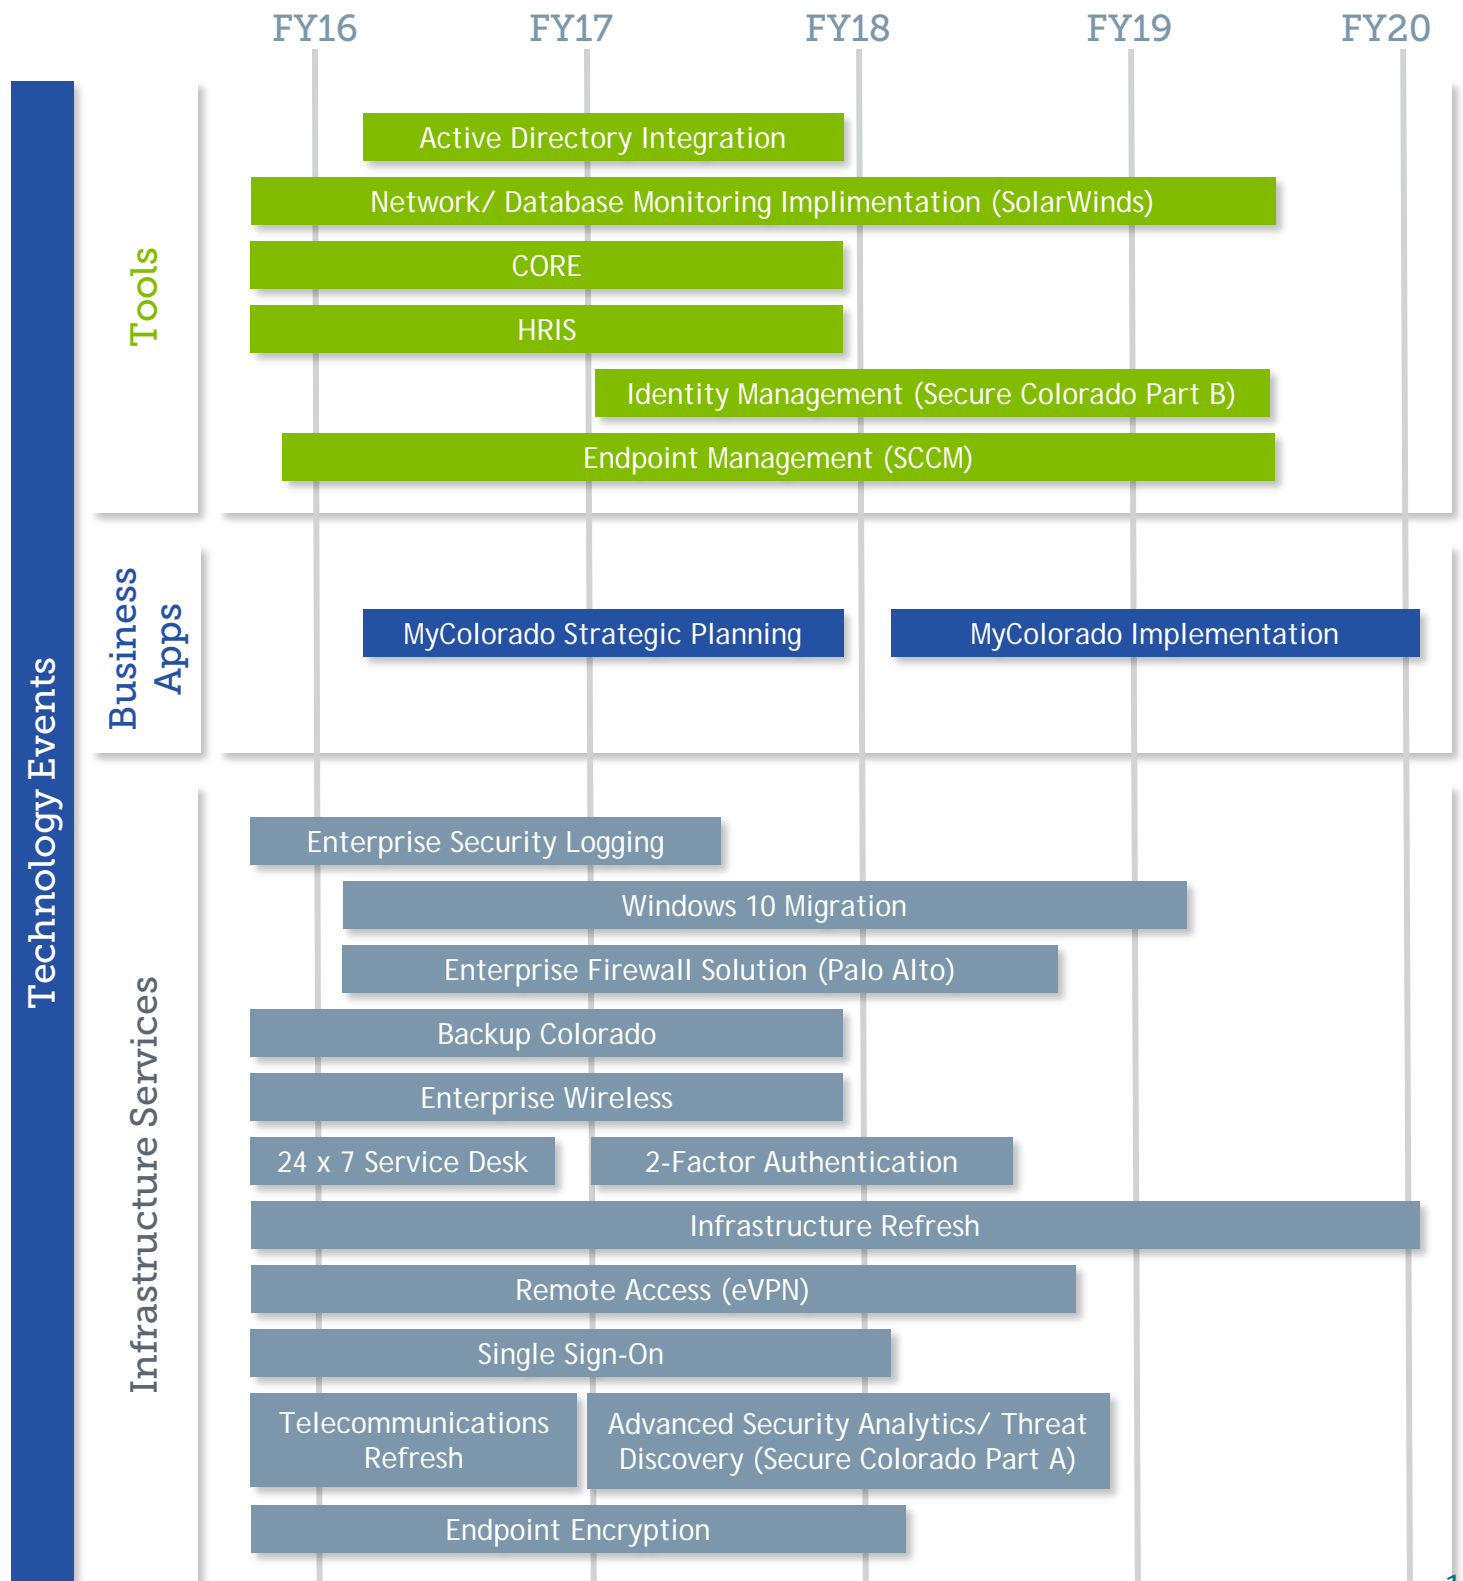 FY16 FY17 FY18 FY19 FY20
Technology Events
Tools
Active Directory Integration
Network/ Database Monitoring Implimentation (SolarWinds)
CORE
HRIS
Identity Management (Secure Colorado Part B)
Endpoint Management (SCCM)
Business
Apps
MyColorado Strategic Planning
MyColorado Implementation
Infrastructure Services
Enterprise Security Logging
Windows 10 Migration
Enterprise Firewall Solution (Palo Alto)
Backup Colorado
Enterprise Wireless
24 x 7 Service Desk
2-Factor Authentication
Infrastructure Refresh
Remote Access (eVPN)
Single Sign-On
Telecommunications
Refresh
Advanced Security Analytics/ Threat
Discovery (Secure Colorado Part A)
Endpoint Encryption